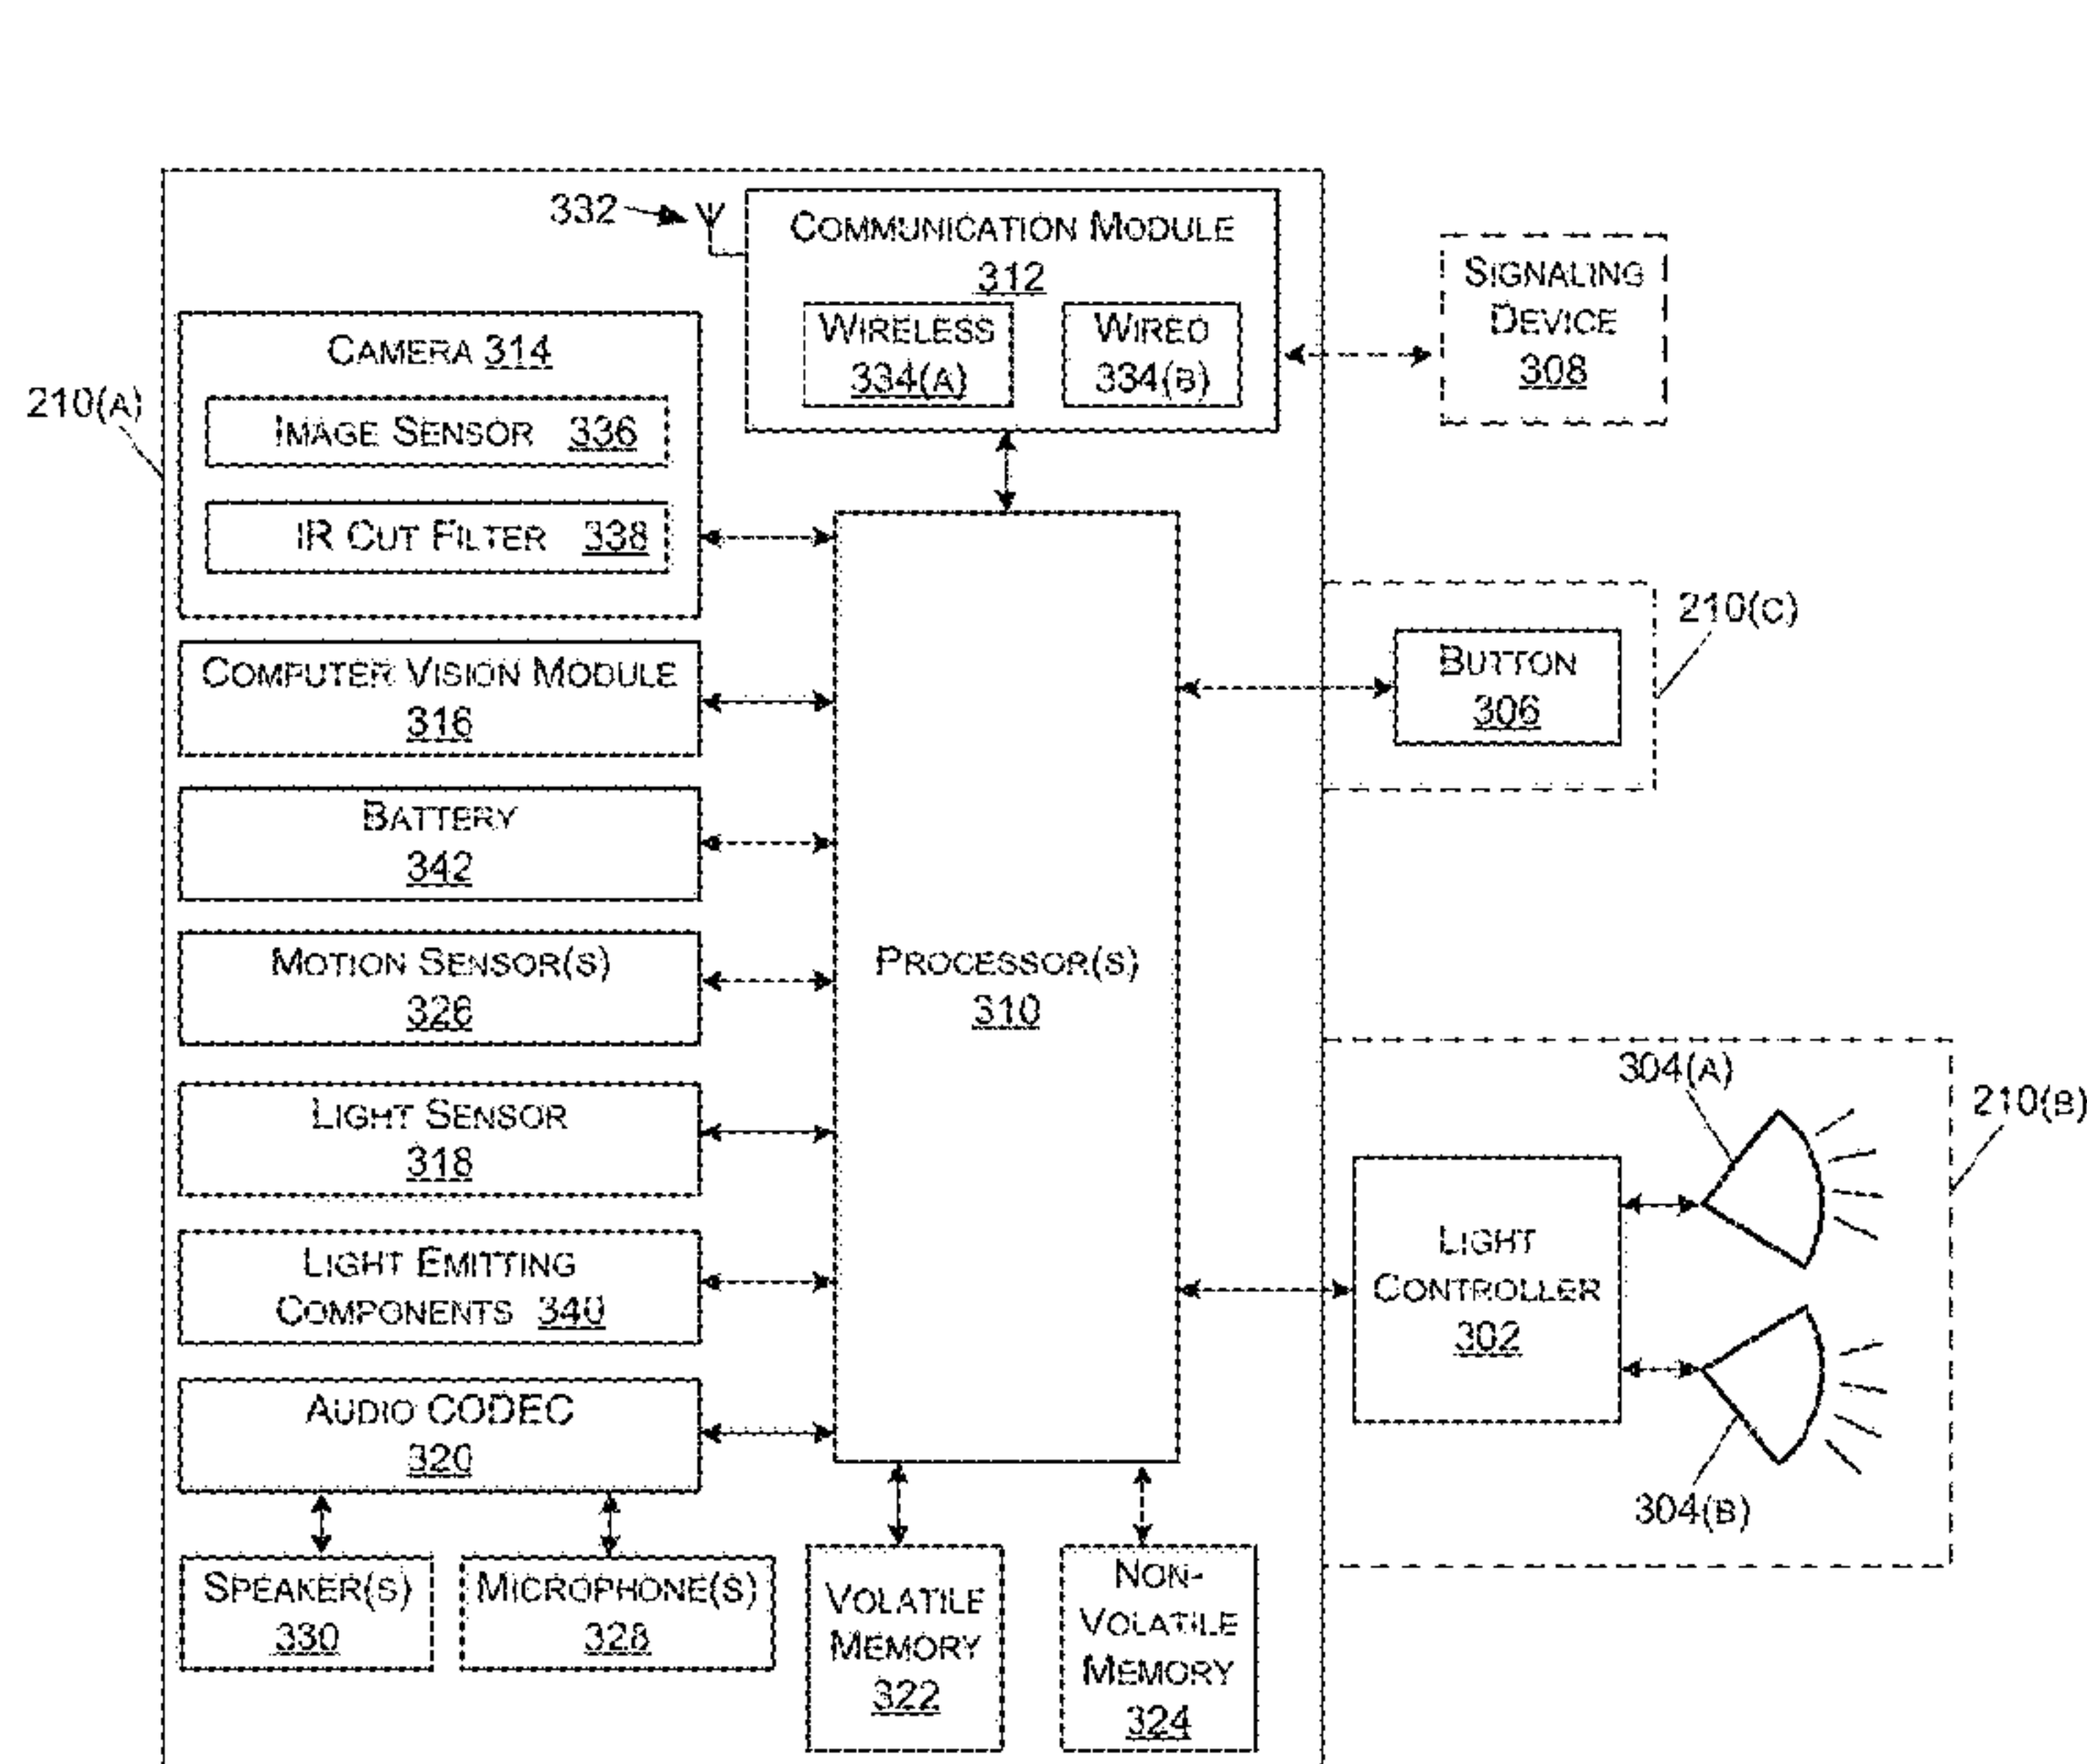 332
COMMUNICATION MODULE
312
WIRELESS
334(A)
WIRED
334(B)
SIGNALING
DEVICE
308
210(A)
CAMERA 314
IMAGE SENSOR 336
IR CUT FILTER 338
COMPUTER VISION MODULE
316
BATTERY
342
MOTION SENSOR(S)
326
LIGHT SENSOR
318
LIGHT EMITTING
COMPONENTS 340
AUDIO CODEC
320
SPEAKER(S)
330
MICROPHONE(S)
328
PROCESSOR(S)
310
VOLATILE
MEMORY
322
NON-
VOLATILE
MEMORY
324
210(C)
BUTTON
306
304(A)
210(B)
LIGHT
CONTROLLER
302
304(B)